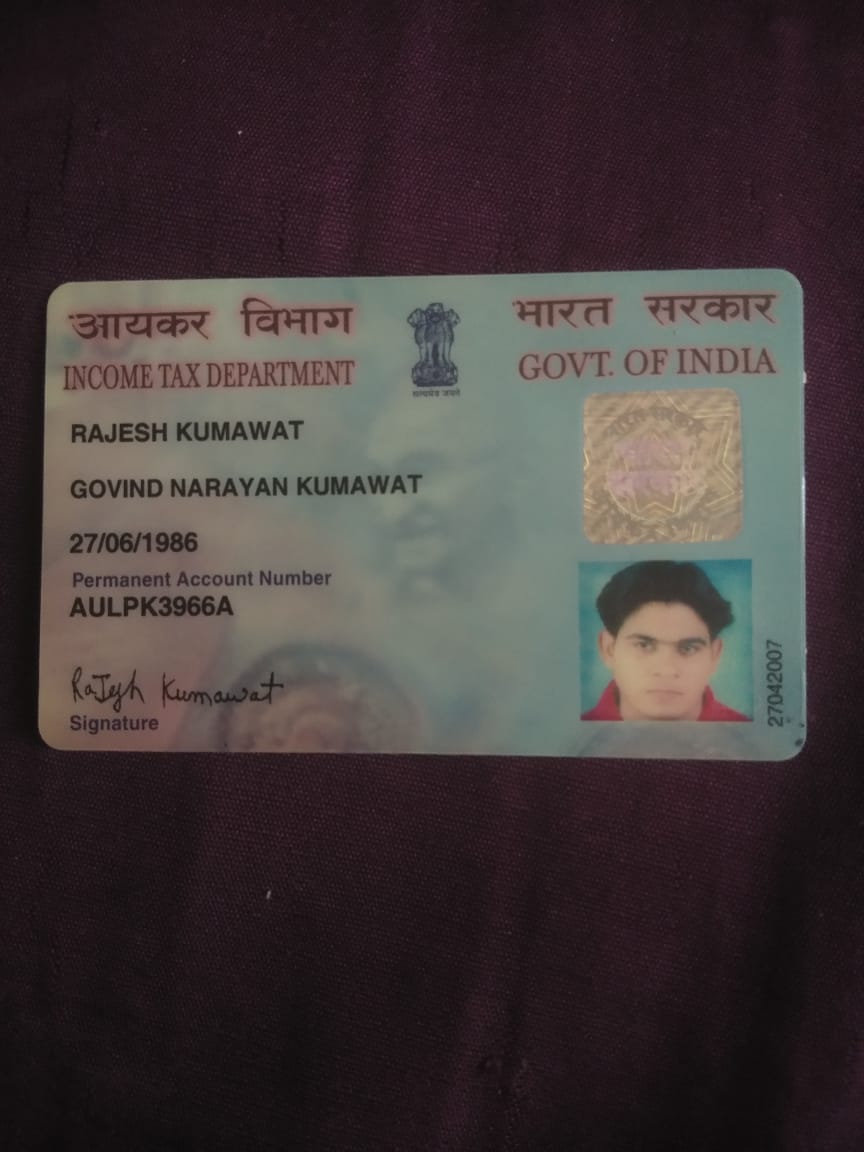 आयकर विभाग
भारत सरकार
INCOME TAX DEPARTMENT
GOVT. OF INDIA
सत्यमेव जयते
RAJESH KUMAWAT
GOVIND NARAYAN KUMAWAT
27/06/1986
Permanent Account Number
AULPK3966A
Rajesh Kumawat
Signature
27042007